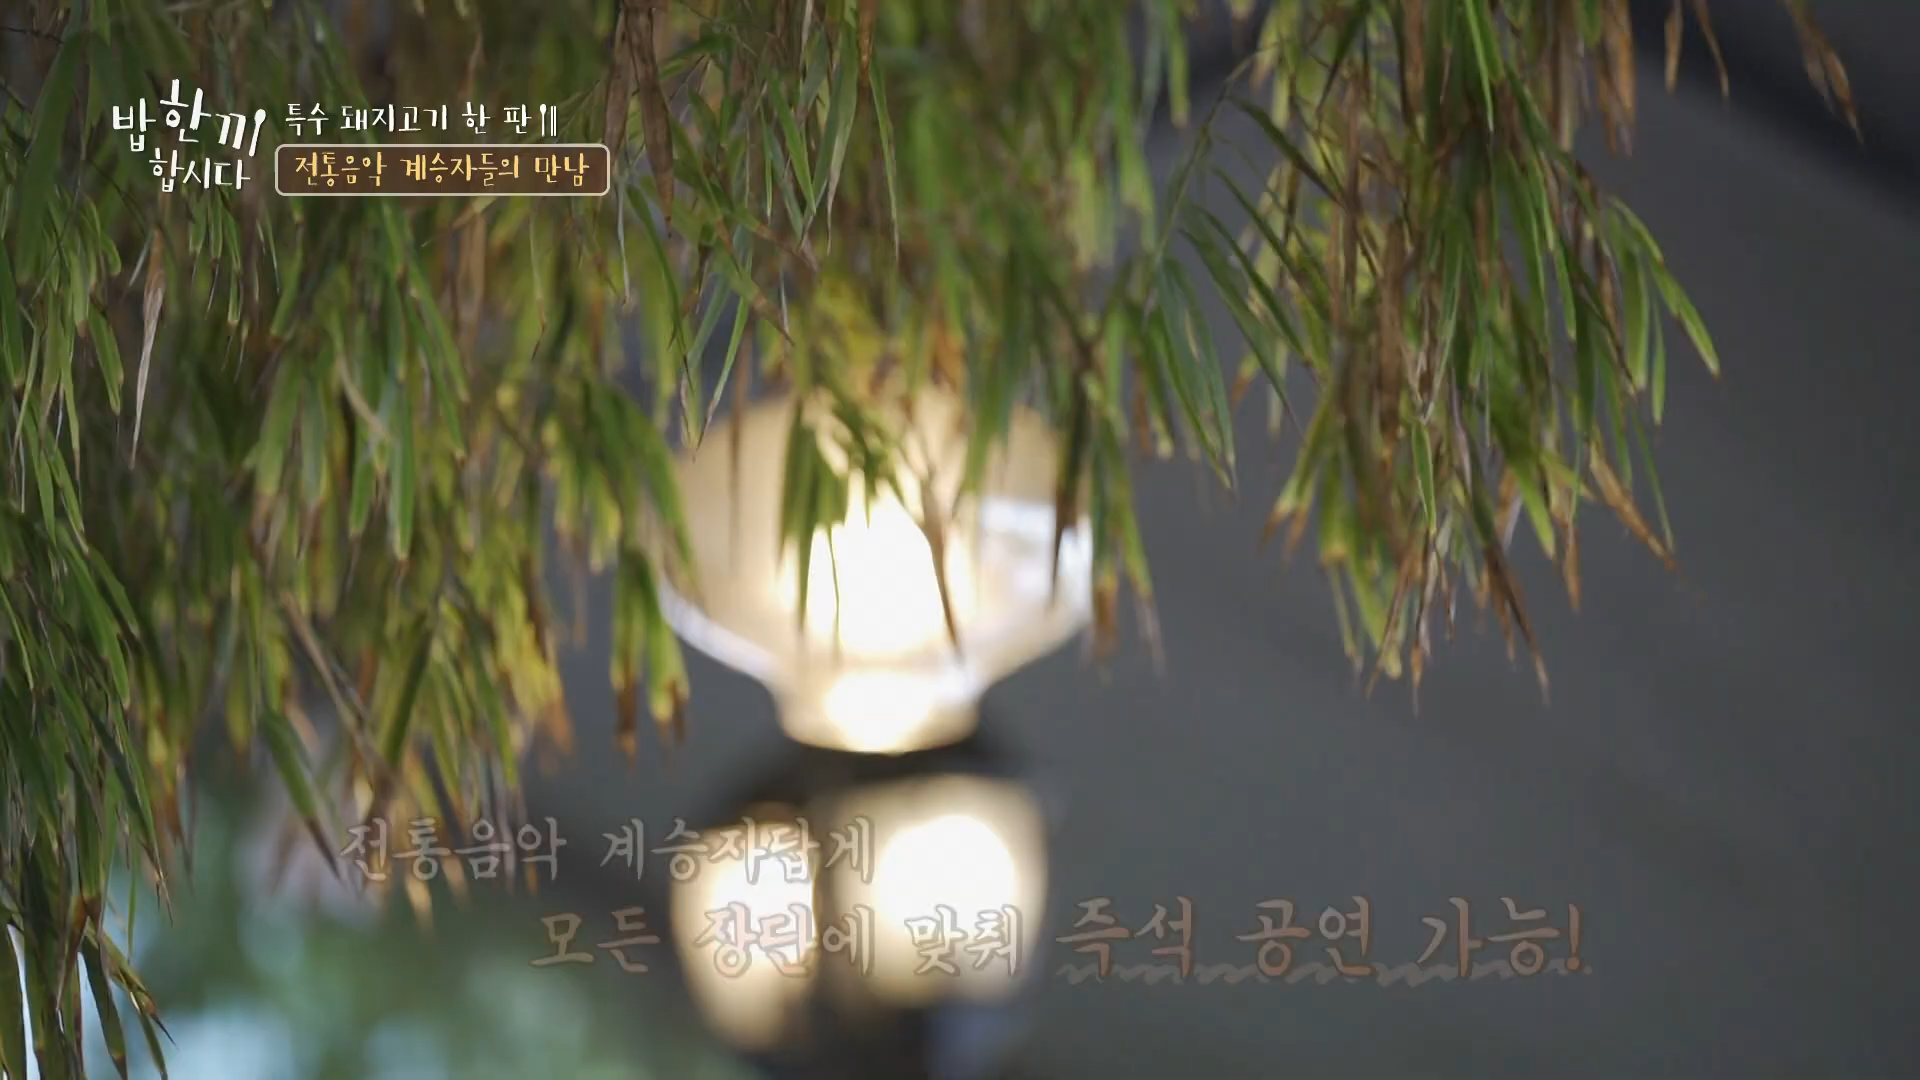 밥 한 끼
합시다
특수 돼지고기 한 판
전통음악 계승자들의 만남
전통음악 계승자답게
모든 장단에 맞춰 즉석 공연 가능!